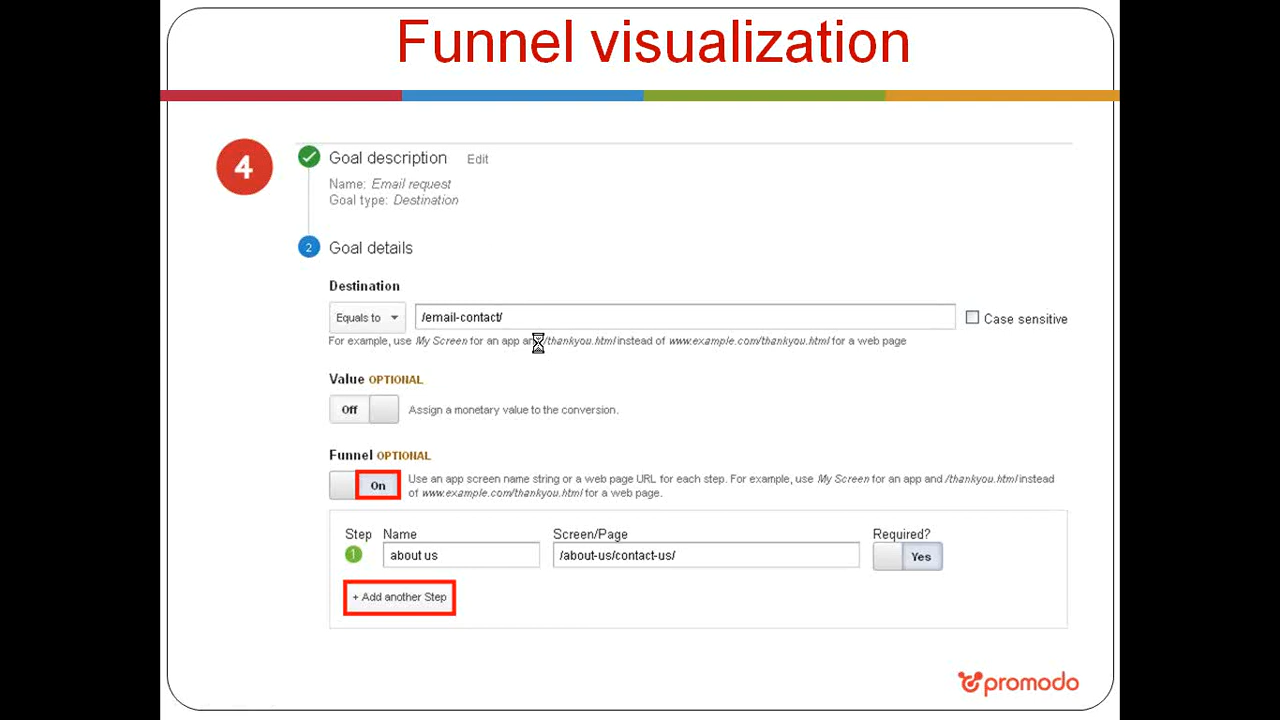 Funnel visualization
4
Goal description Edit
Name: Email request
Goal type: Destination
2 Goal details
Destination
Equals to /email-contact/ Case sensitive
For example, use My Screen for an app and /thankyou.html instead of www.example.com/thankyou.html for a web page
Value OPTIONAL
Off Assign a monetary value to the conversion.
Funnel OPTIONAL
On Use an app screen name string or a web page URL for each step. For example, use My Screen for an app and /thankyou.html instead
of www.example.com/thankyou.html for a web page.
Step Name Screen/Page Required?
1 about us /about-us/contact-us/ Yes
+ Add another Step
promodo